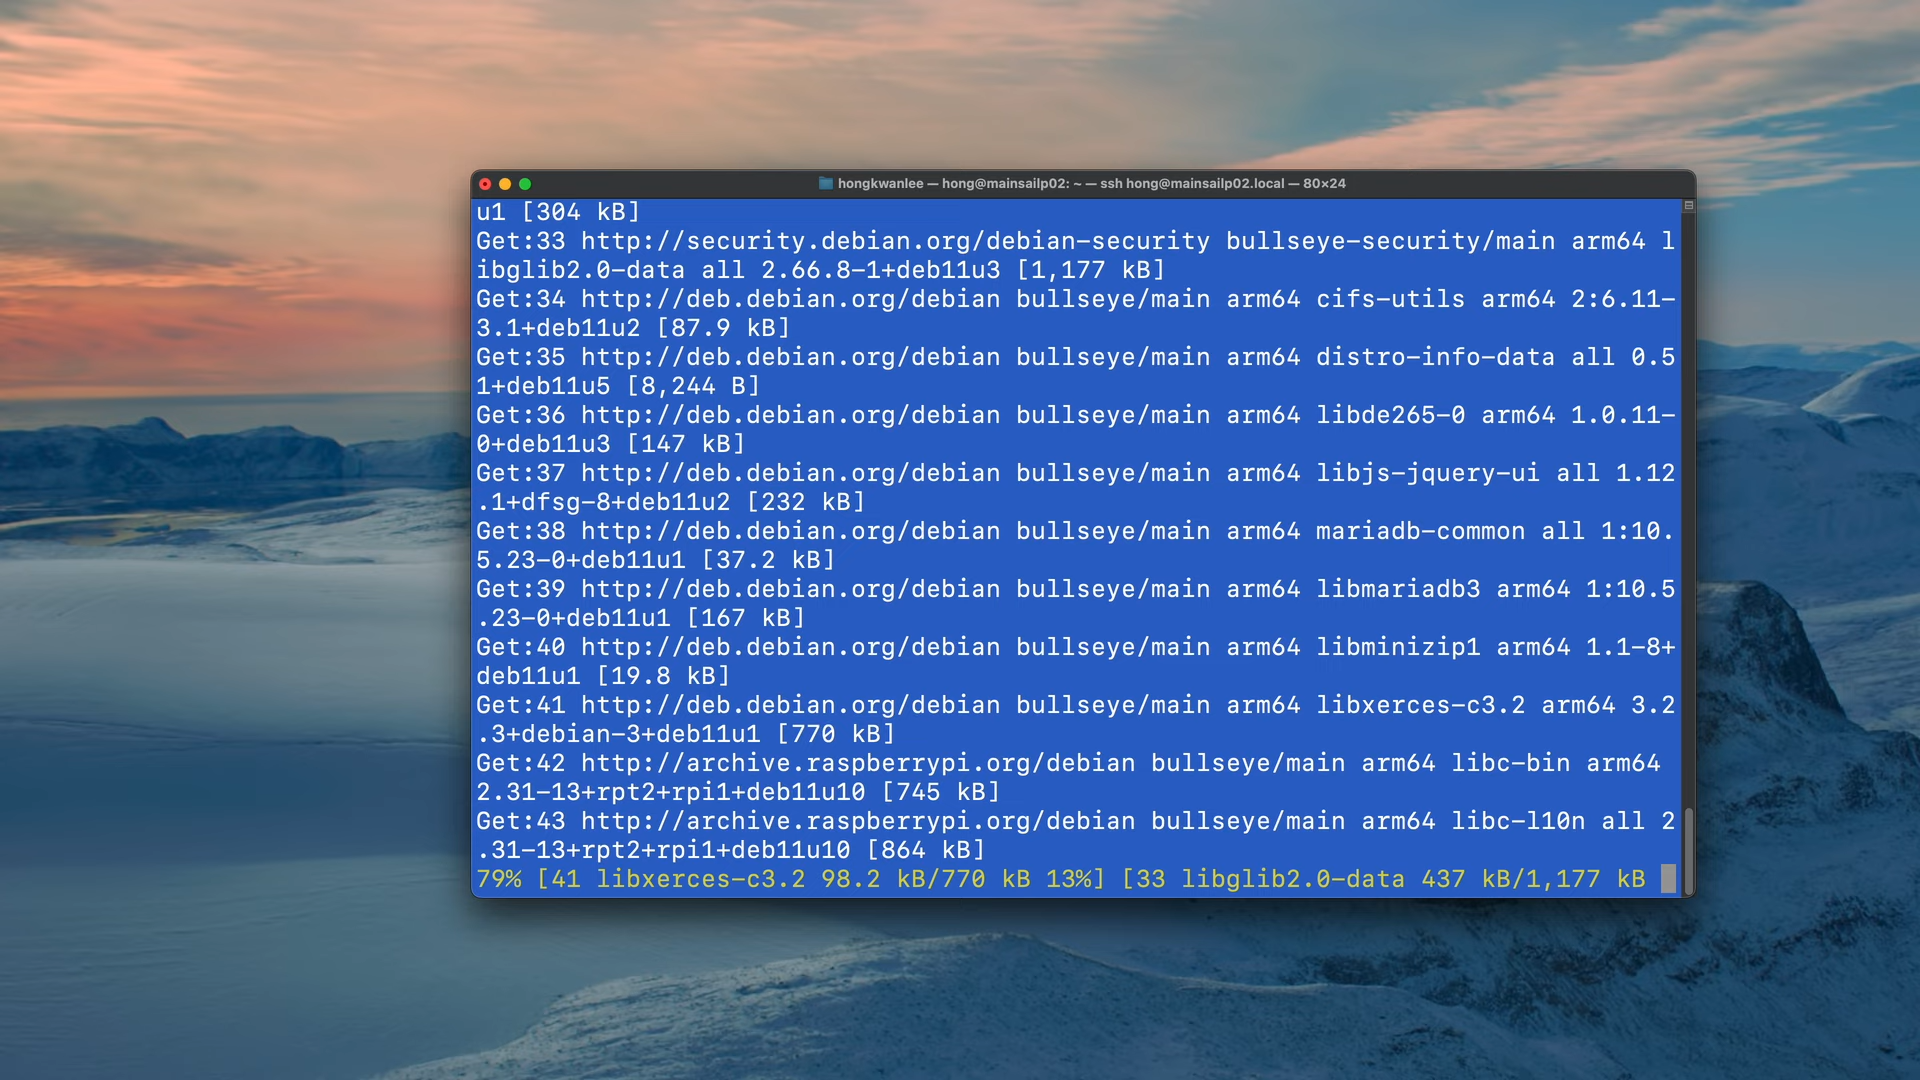 hongkwanlee — hong@mainsailp02: ~ — ssh hong@mainsailp02.local — 80×24
u1 [304 kB]
Get:33 http://security.debian.org/debian-security bullseye-security/main arm64 l
ibglib2.0-data all 2.66.8-1+deb11u3 [1,177 kB]
Get:34 http://deb.debian.org/debian bullseye/main arm64 cifs-utils arm64 2:6.11-
3.1+deb11u2 [87.9 kB]
Get:35 http://deb.debian.org/debian bullseye/main arm64 distro-info-data all 0.5
1+deb11u5 [8,244 B]
Get:36 http://deb.debian.org/debian bullseye/main arm64 libde265-0 arm64 1.0.11-
0+deb11u3 [147 kB]
Get:37 http://deb.debian.org/debian bullseye/main arm64 libjs-jquery-ui all 1.12
.1+dfsg-8+deb11u2 [232 kB]
Get:38 http://deb.debian.org/debian bullseye/main arm64 mariadb-common all 1:10.
5.23-0+deb11u1 [37.2 kB]
Get:39 http://deb.debian.org/debian bullseye/main arm64 libmariadb3 arm64 1:10.5
.23-0+deb11u1 [167 kB]
Get:40 http://deb.debian.org/debian bullseye/main arm64 libminizip1 arm64 1.1-8+
deb11u1 [19.8 kB]
Get:41 http://deb.debian.org/debian bullseye/main arm64 libxerces-c3.2 arm64 3.2
.3+debian-3+deb11u1 [770 kB]
Get:42 http://archive.raspberrypi.org/debian bullseye/main arm64 libc-bin arm64
2.31-13+rpt2+rpi1+deb11u10 [745 kB]
Get:43 http://archive.raspberrypi.org/debian bullseye/main arm64 libc-l10n all 2
.31-13+rpt2+rpi1+deb11u10 [864 kB]
79% [41 libxerces-c3.2 98.2 kB/770 kB 13%] [33 libglib2.0-data 437 kB/1,177 kB